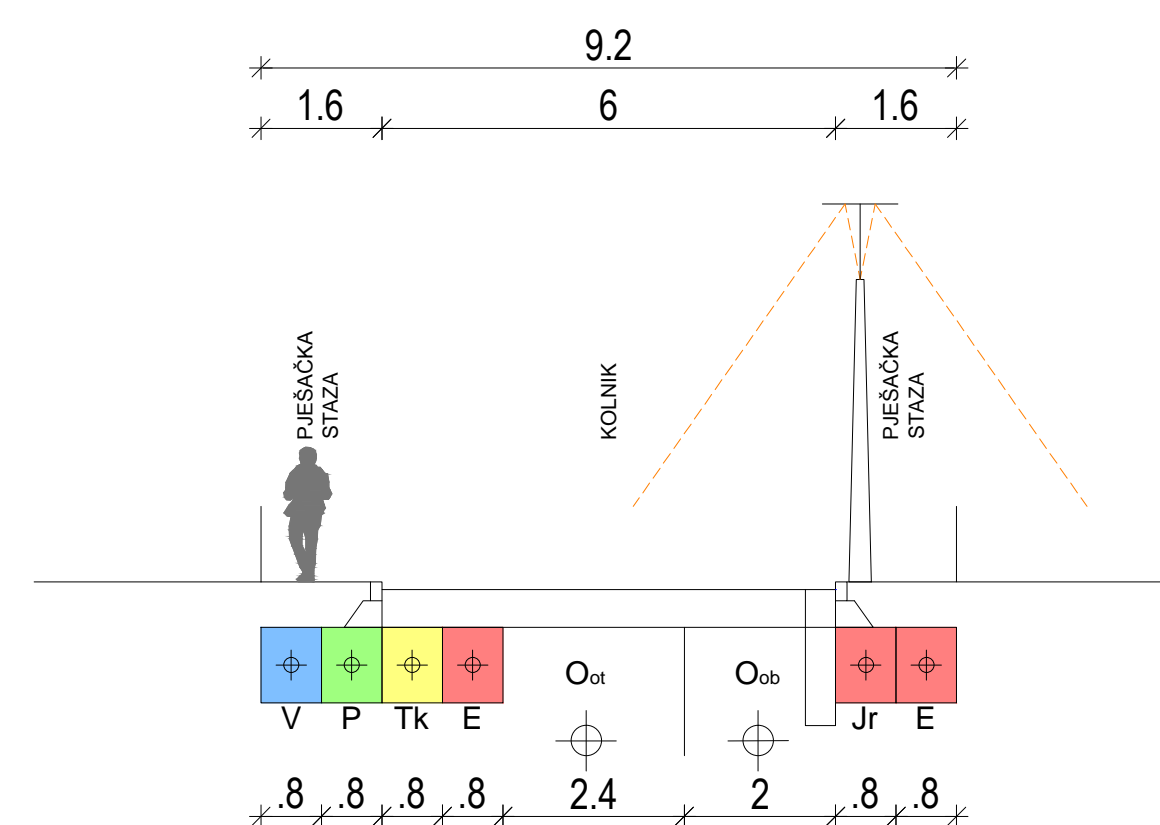 9.2
1.6 6 1.6
PJEŠAČKA
STAZA
KOLNIK
PJEŠAČKA
STAZA
Oot Oob
V P Tk E Jr E
.8 .8 .8 .8 2.4 2 .8 .8